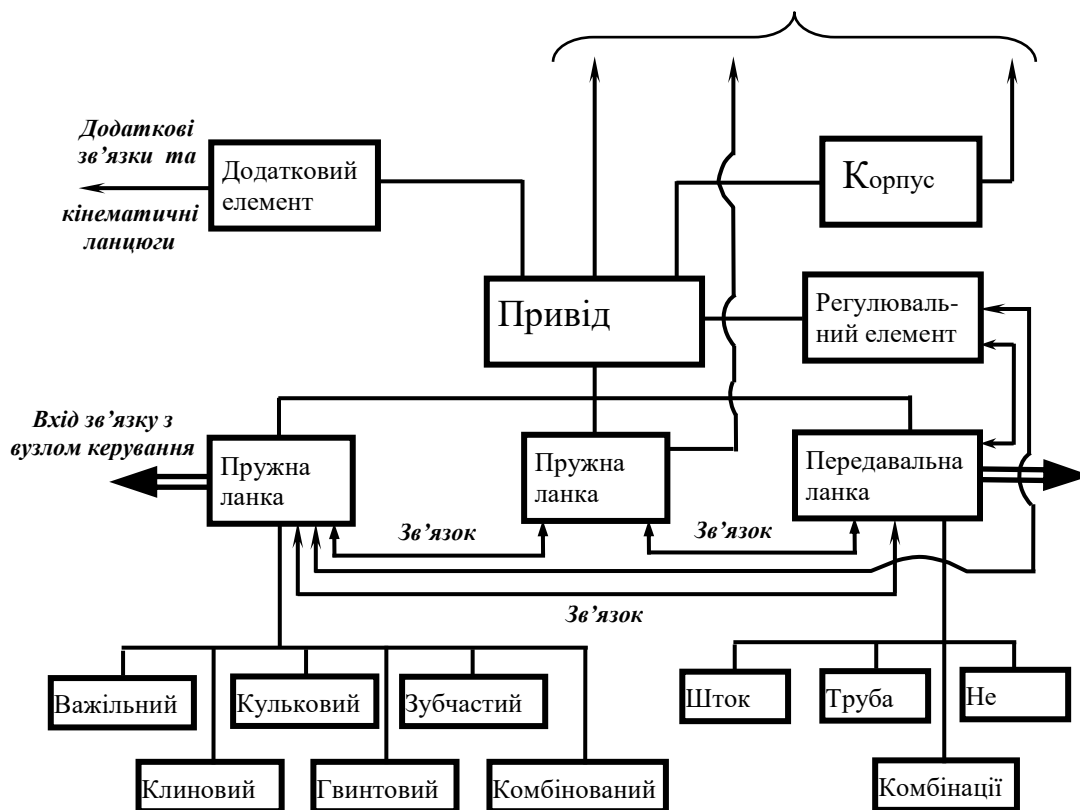 Додаткові
зв’язки та
кінематичні
ланцюги
Додатковий
елемент
Корпус
Привід
Регулюваль-
ний елемент
Вхід зв’язку з
вузлом керування
Пружна
ланка
Пружна
ланка
Передавальна
ланка
Зв’язок
Зв’язок
Зв’язок
Важільний
Кульковий
Зубчастий
Шток
Труба
Не
Клиновий
Гвинтовий
Комбінований
Комбінації